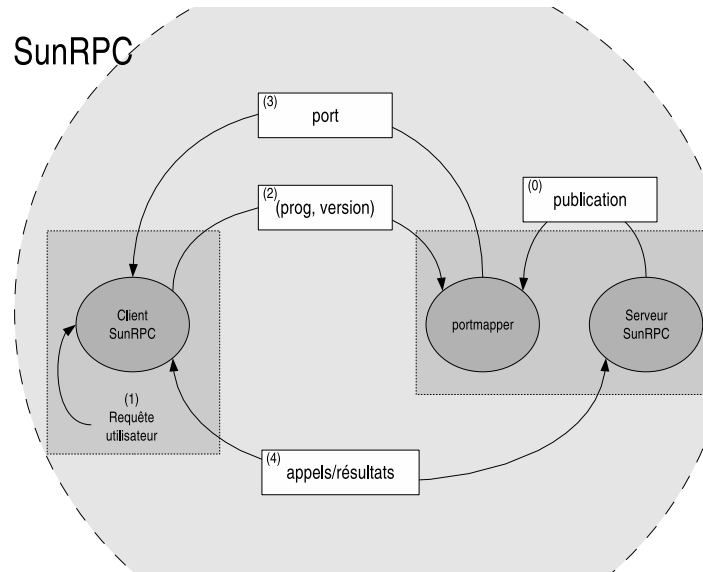 SunRPC
(3)
port
(2)
(prog, version)
(0)
publication
Client
SunRPC
portmapper
Serveur
SunRPC
(1)
Requête
utilisateur
(4)
appels/résultats